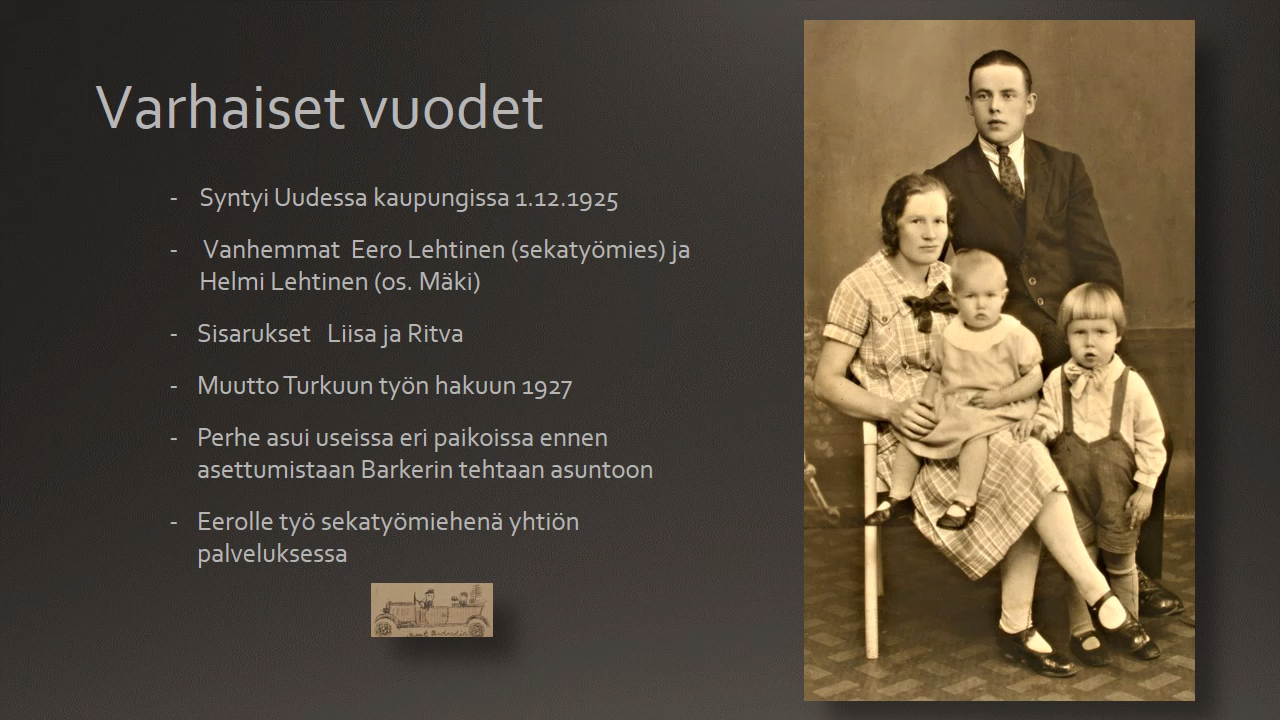 Varhaiset vuodet
- Syntyi Uudessa kaupungissa 1.12.1925
- Vanhemmat Eero Lehtinen (sekatyömies) ja
Helmi Lehtinen (os. Mäki)
- Sisarukset Liisa ja Ritva
- Muutto Turkuun työn hakuun 1927
- Perhe asui useissa eri paikoissa ennen
asettumistaan Barkerin tehtaan asuntoon
- Eerolle työ sekatyömiehenä yhtiön
palveluksessa